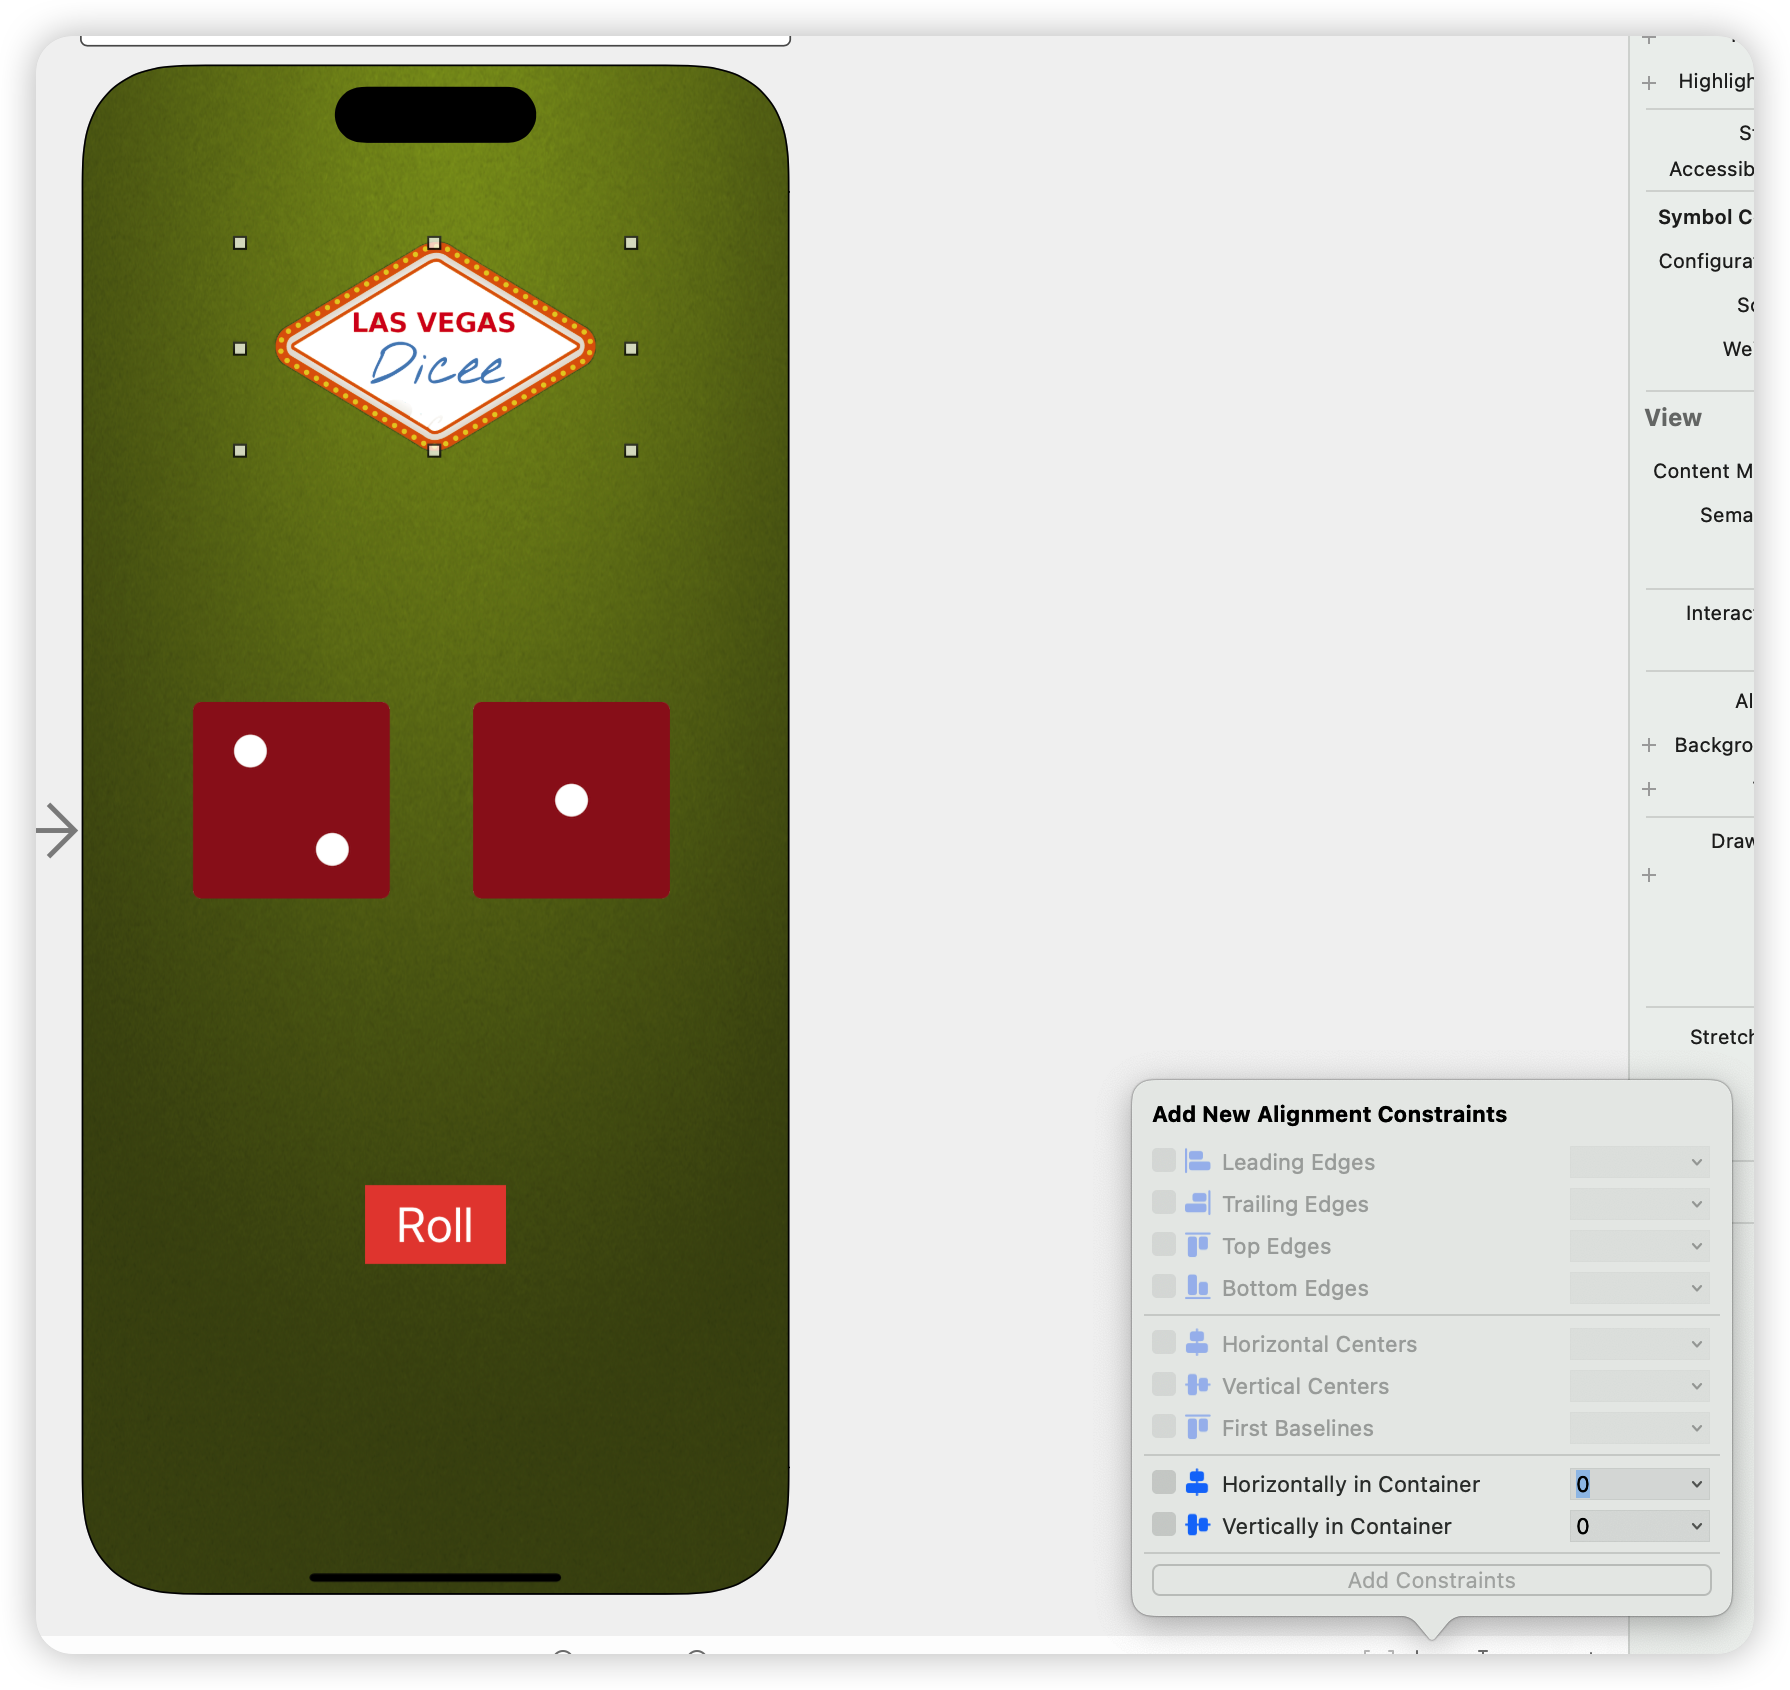 LAS VEGAS
Dicee
Roll
Highligh
Accessib
Symbol C
Configura
View
Content M
Sema
Interac
Al
Backgro
Draw
Stretch
Add New Alignment Constraints
Leading Edges
Trailing Edges
Top Edges
Bottom Edges
Horizontal Centers
Vertical Centers
First Baselines
Horizontally in Container 0
Vertically in Container 0
Add Constraints